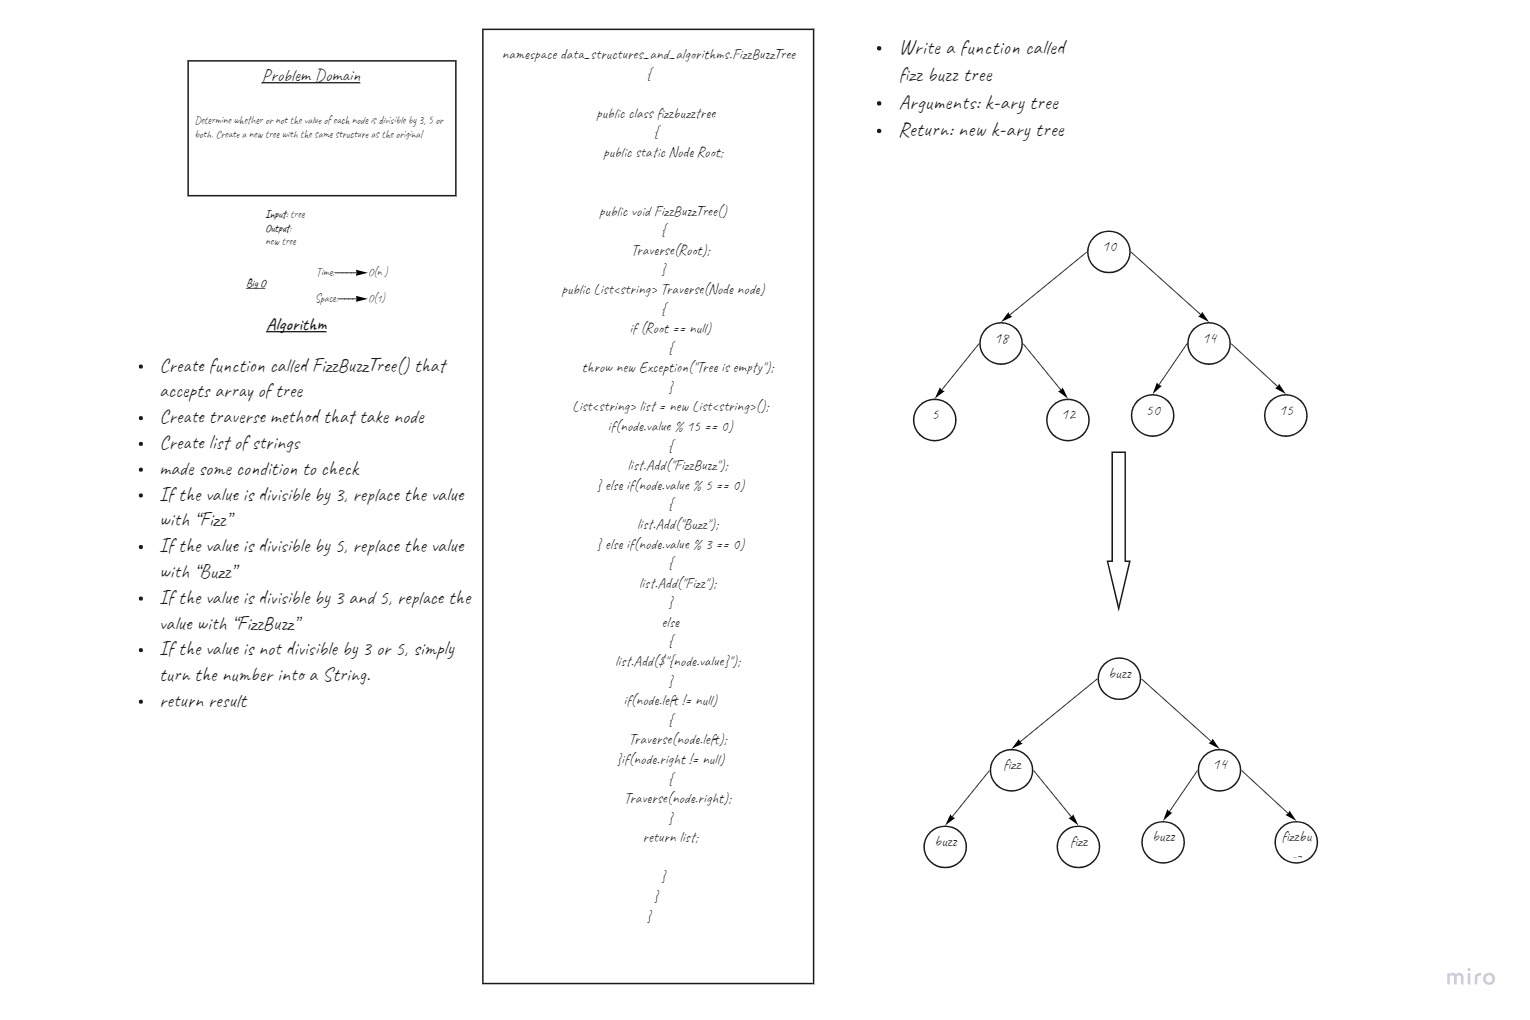 Problem Domain
Determine whether or not the value of each node is divisible by 3, 5 or
both. Create a new tree with the same structure as the original
Input: tree
Output:
new tree
Big O
Time O(n)
Space O(1)
Algorithm
• Create function called FizzBuzzTree() that
accepts array of tree
• Create traverse method that take node
• Create list of strings
• made some condition to check
• If the value is divisible by 3, replace the value
with “Fizz”
• If the value is divisible by 5, replace the value
with “Buzz”
• If the value is divisible by 3 and 5, replace the
value with “FizzBuzz”
• If the value is not divisible by 3 or 5, simply
turn the number into a String.
• return result
namespace data_structures_and_algorithms.FizzBuzzTree
{
public class fizzbuzztree
{
public static Node Root;
public void FizzBuzzTree()
{
Traverse(Root);
}
public List<string> Traverse(Node node)
{
if (Root == null)
{
throw new Exception("Tree is empty");
}
List<string> list = new List<string>();
if(node.value % 15 == 0)
{
list.Add("FizzBuzz");
} else if(node.value % 5 == 0)
{
list.Add("Buzz");
} else if(node.value % 3 == 0)
{
list.Add("Fizz");
}
else
{
list.Add($"{node.value}");
}
if(node.left != null)
{
Traverse(node.left);
}if(node.right != null)
{
Traverse(node.right);
}
return list;
}
}
}
• Write a function called
fizz buzz tree
• Arguments: k-ary tree
• Return: new k-ary tree
10
18 14
5 12 50 15
buzz
fizz 14
buzz fizz buzz fizzbu
miro